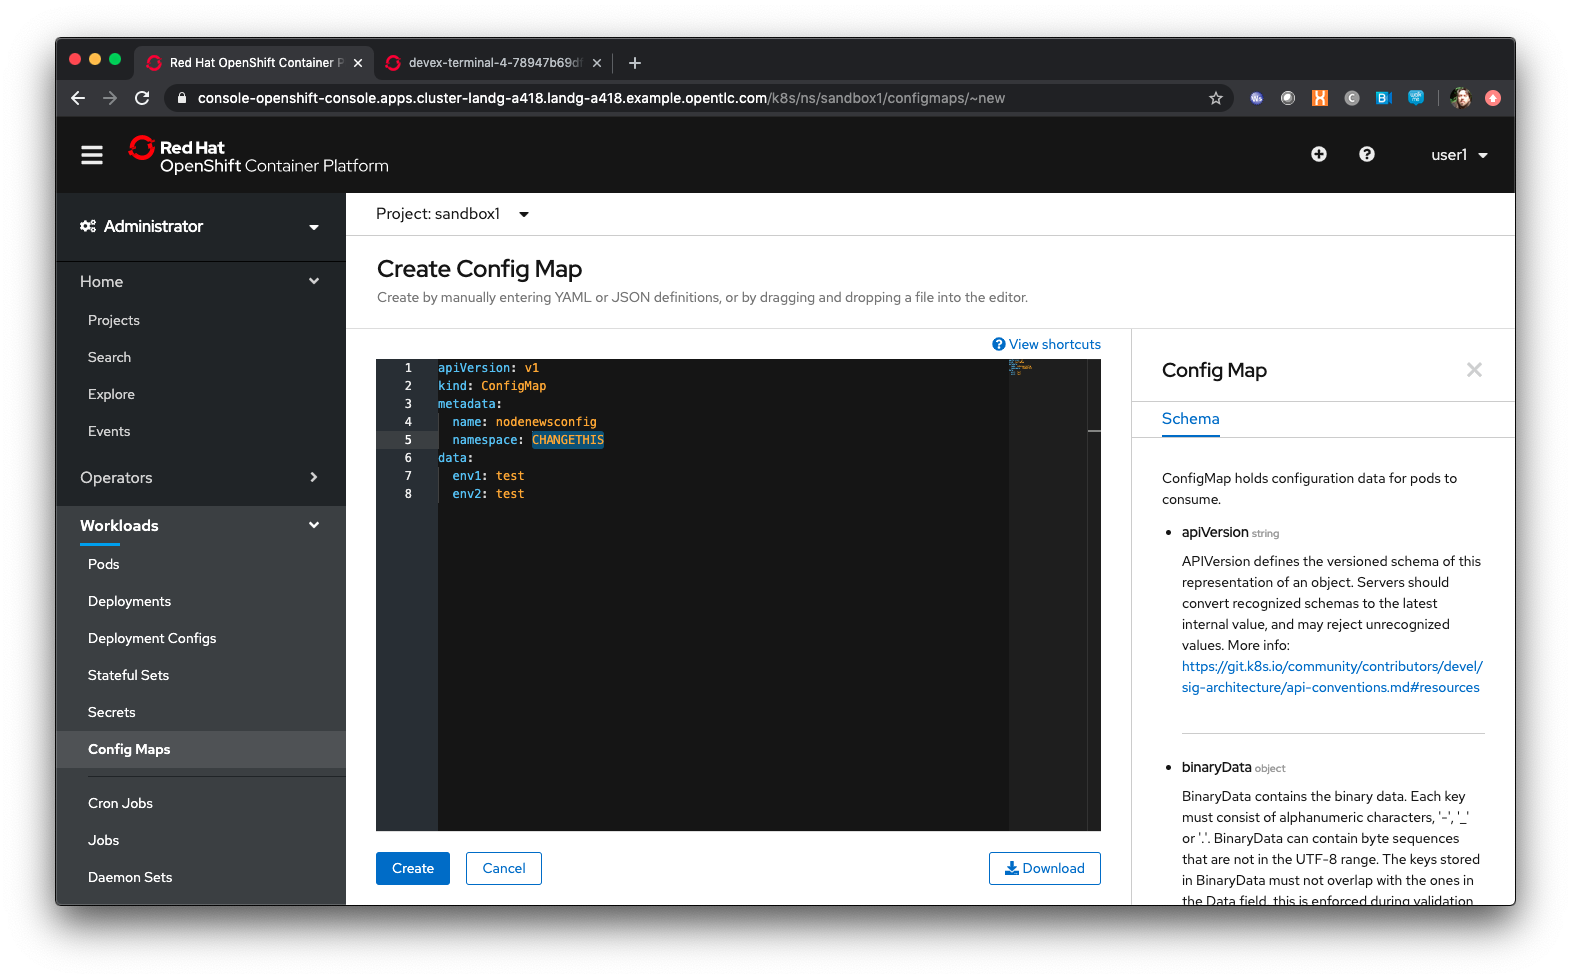 Red Hat OpenShift Container P
devex-terminal-4-78947b69df
console-openshift-console.apps.cluster-landg-a418.landg-a418.example.opentlc.com/k8s/ns/sandbox1/configmaps/~new
Red Hat
OpenShift Container Platform
user1
Administrator
Home
Projects
Search
Explore
Events
Operators
Workloads
Pods
Deployments
Deployment Configs
Stateful Sets
Secrets
Config Maps
Cron Jobs
Jobs
Daemon Sets
Project: sandbox1
Create Config Map
Create by manually entering YAML or JSON definitions, or by dragging and dropping a file into the editor.
View shortcuts
1 apiVersion: v1
2 kind: ConfigMap
3 metadata:
4 name: nodenewsconfig
5 namespace: CHANGETHIS
6 data:
7 env1: test
8 env2: test
Create
Cancel
Download
Config Map
Schema
ConfigMap holds configuration data for pods to
consume.
• apiVersion string
APIVersion defines the versioned schema of this
representation of an object. Servers should
convert recognized schemas to the latest
internal value, and may reject unrecognized
values. More info:
https://git.k8s.io/community/contributors/devel/
sig-architecture/api-conventions.md#resources
• binaryData object
BinaryData contains the binary data. Each key
must consist of alphanumeric characters, '-', '_'
or '.'. BinaryData can contain byte sequences
that are not in the UTF-8 range. The keys stored
in BinaryData must not overlap with the ones in
the Data field, this is enforced during validation